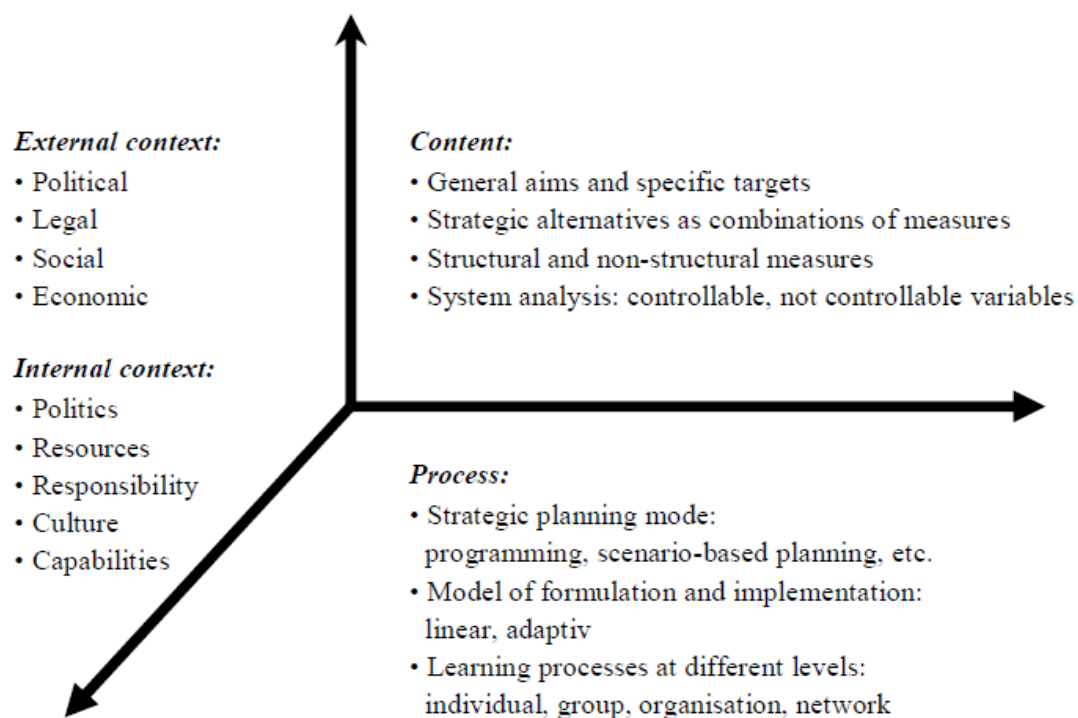 External context:
• Political
• Legal
• Social
• Economic
Internal context:
• Politics
• Resources
• Responsibility
• Culture
• Capabilities
Content:
• General aims and specific targets
• Strategic alternatives as combinations of measures
• Structural and non-structural measures
• System analysis: controllable, not controllable variables
Process:
• Strategic planning mode:
programming, scenario-based planning, etc.
• Model of formulation and implementation:
linear, adaptiv
• Learning processes at different levels:
individual, group, organisation, network